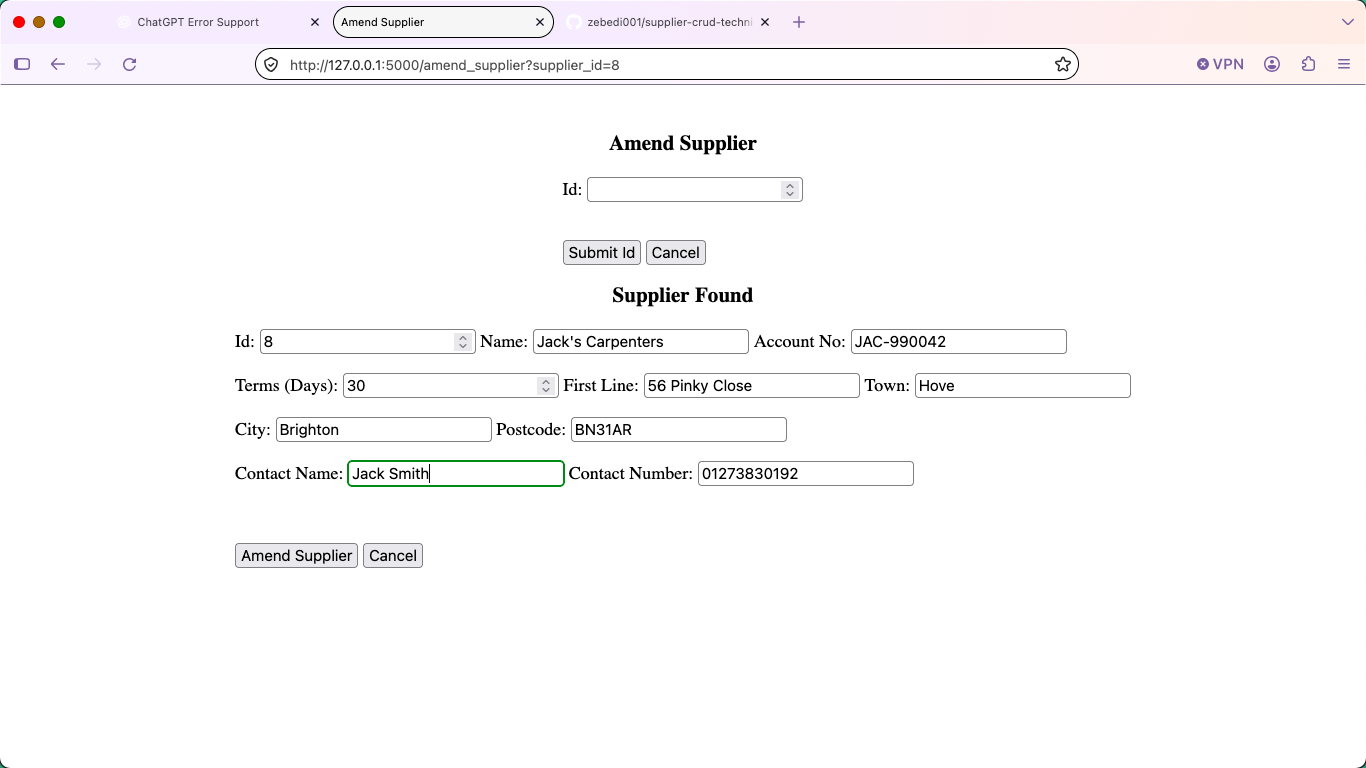 ChatGPT Error Support
Amend Supplier
zebedi001/supplier-crud-techni
http://127.0.0.1:5000/amend_supplier?supplier_id=8
VPN
Amend Supplier
Id:
Submit Id Cancel
Supplier Found
Id: 8 Name: Jack's Carpenters Account No: JAC-990042
Terms (Days): 30 First Line: 56 Pinky Close Town: Hove
City: Brighton Postcode: BN31AR
Contact Name: Jack Smith Contact Number: 01273830192
Amend Supplier Cancel